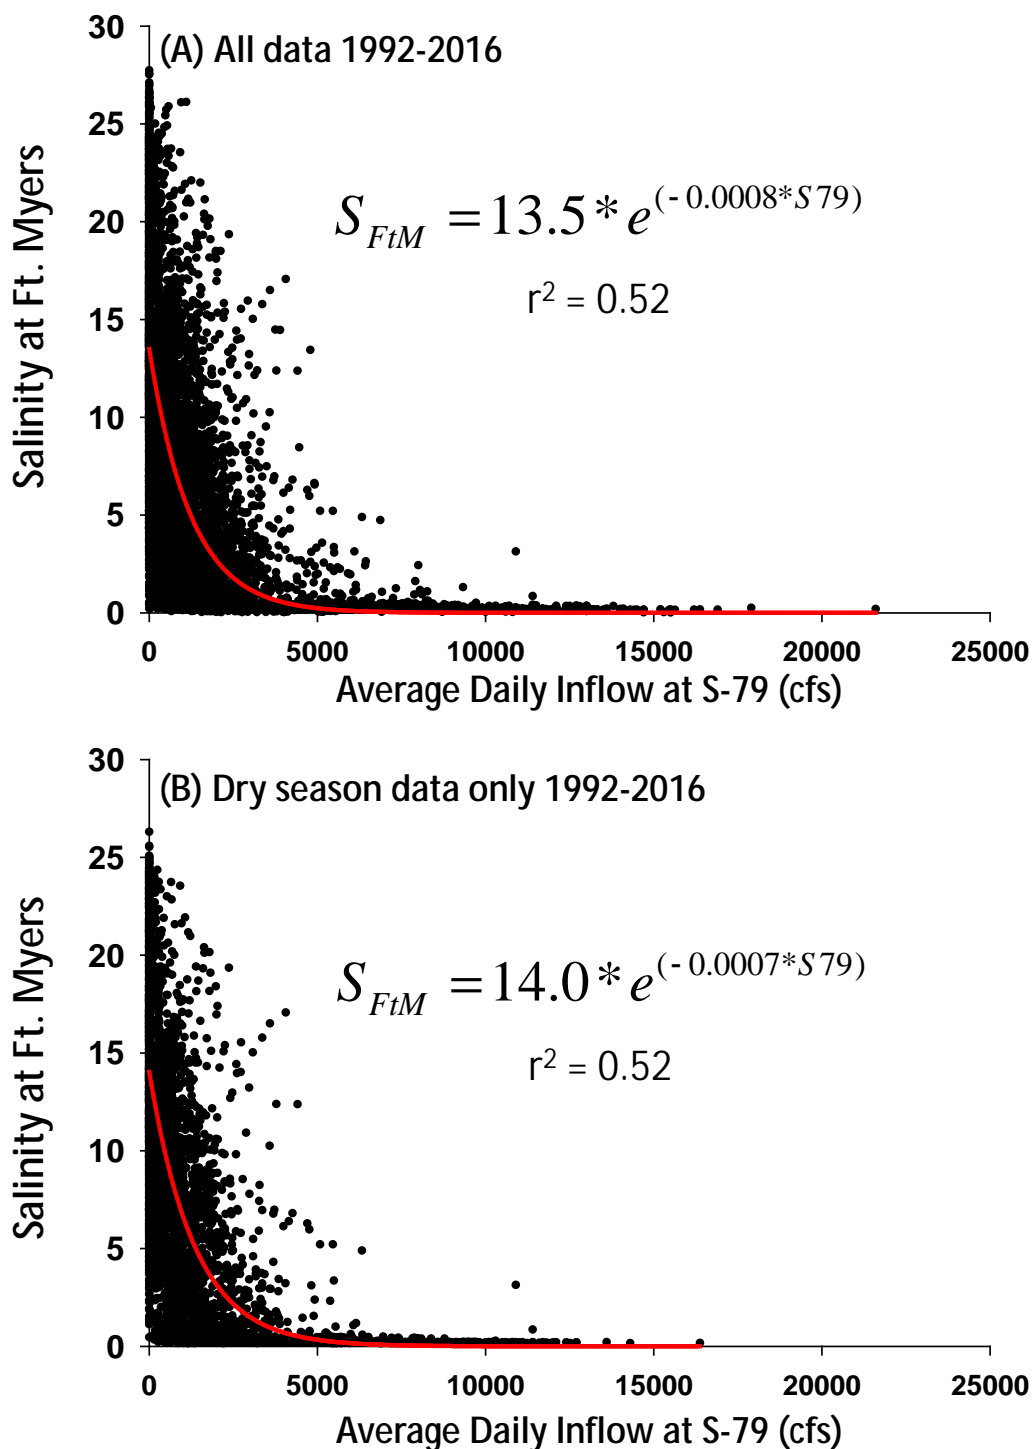 (A) All data 1992-2016
30
25
20
15
10
5
0
Salinity at Ft. Myers
S_FtM = 13.5 * e^(- 0.0008*S79)
r² = 0.52
0 5000 10000 15000 20000 25000
Average Daily Inflow at S-79 (cfs)
(B) Dry season data only 1992-2016
30
25
20
15
10
5
0
Salinity at Ft. Myers
S_FtM = 14.0 * e^(- 0.0007*S79)
r² = 0.52
0 5000 10000 15000 20000 25000
Average Daily Inflow at S-79 (cfs)